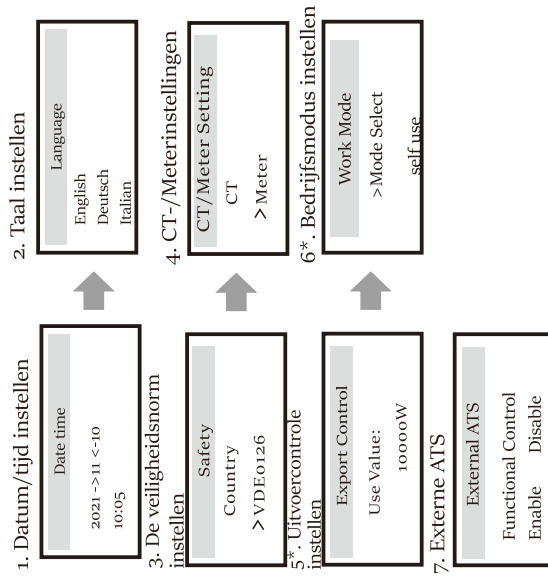 1. Datum/tijd instellen
Date time
2021 ->11 <-10
10:05
2. Taal instellen
Language
English
Deutsch
Italian
3. De veiligheidsnorm
instellen
Safety
Country
>VDE0126
4. CT-/Meterinstellingen
CT/Meter Setting
CT
>Meter
5*. Uitvoercontrole
instellen
Export Control
Use Value:
10000W
6*. Bedrijfsmodus instellen
Work Mode
>Mode Select
self use
7. Externe ATS
External ATS
Functional Control
Enable Disable